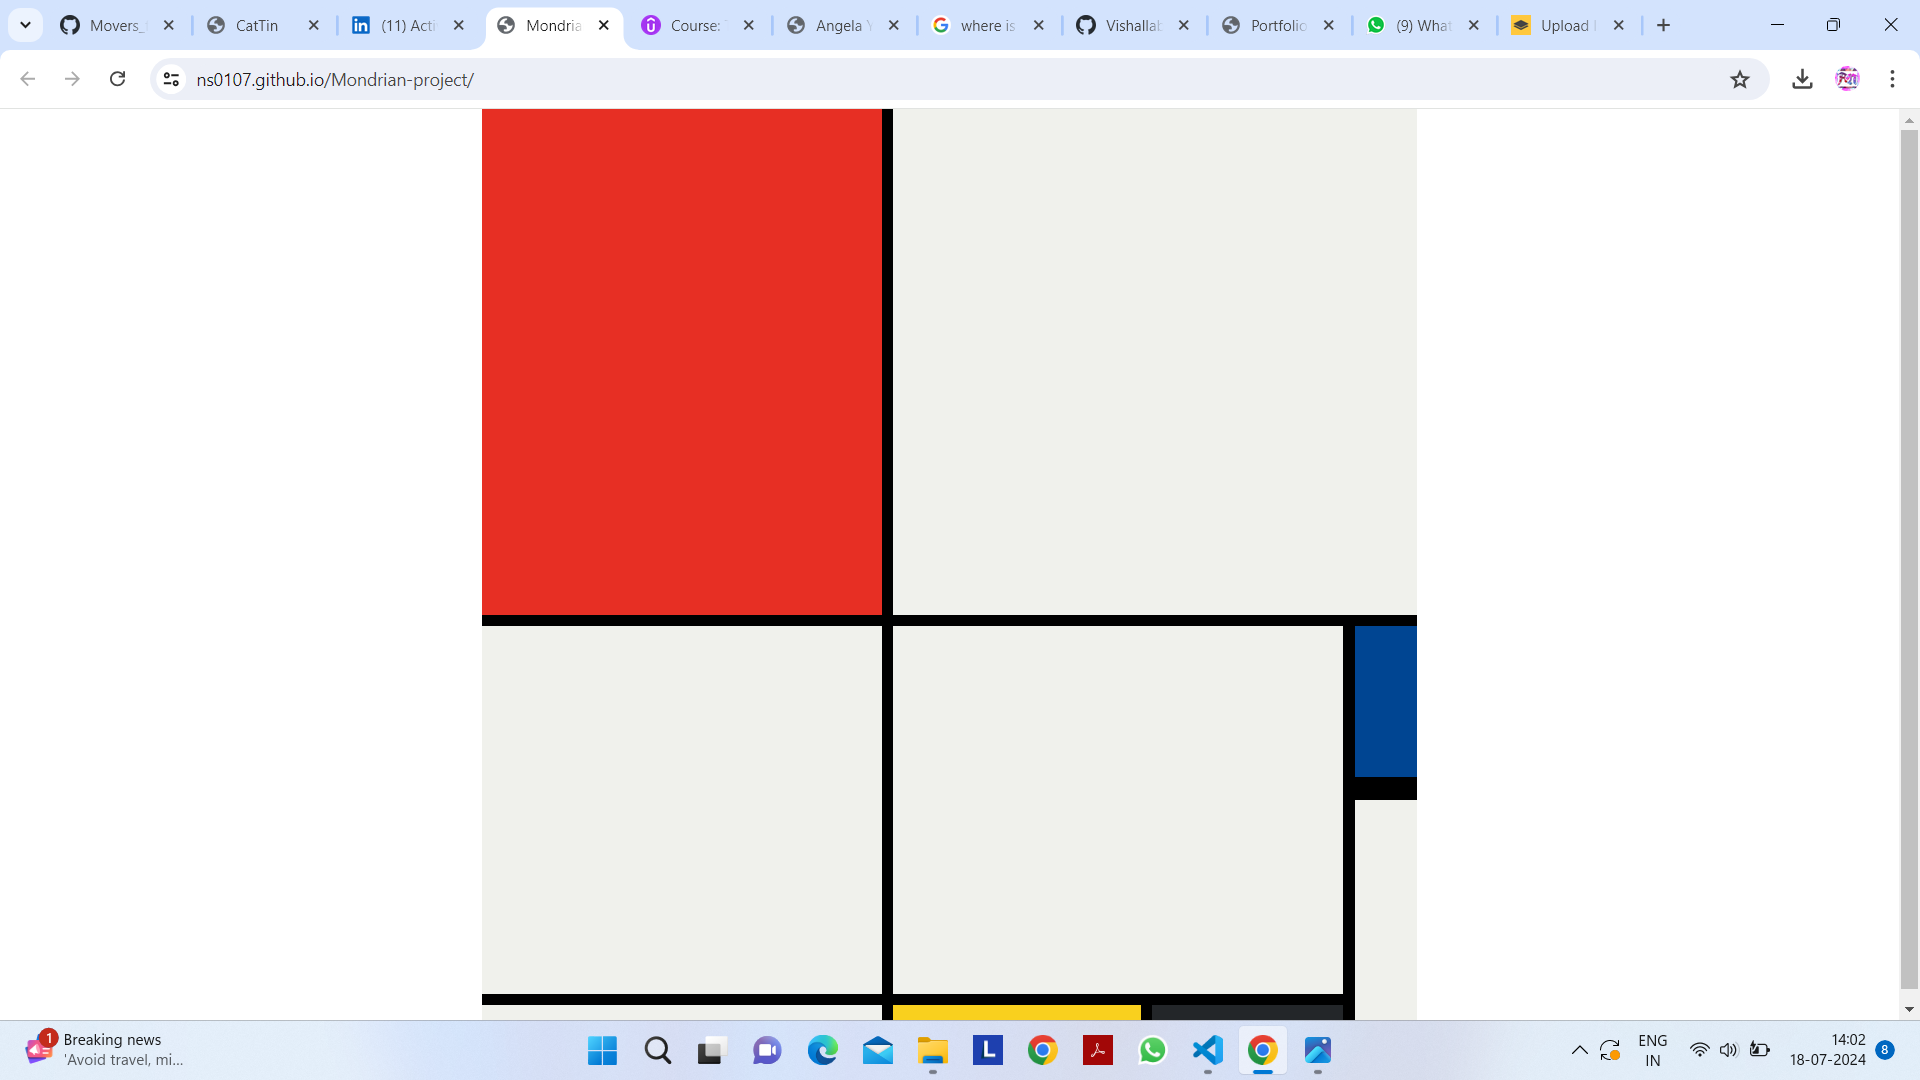 Movers_
CatTin
(11) Acti
Mondria
Course:
Angela Y
where is
Vishallab
Portfolio
(9) What
Upload
ns0107.github.io/Mondrian-project/
1
Breaking news
'Avoid travel, mi...
L
ENG
IN
14:02
18-07-2024
8